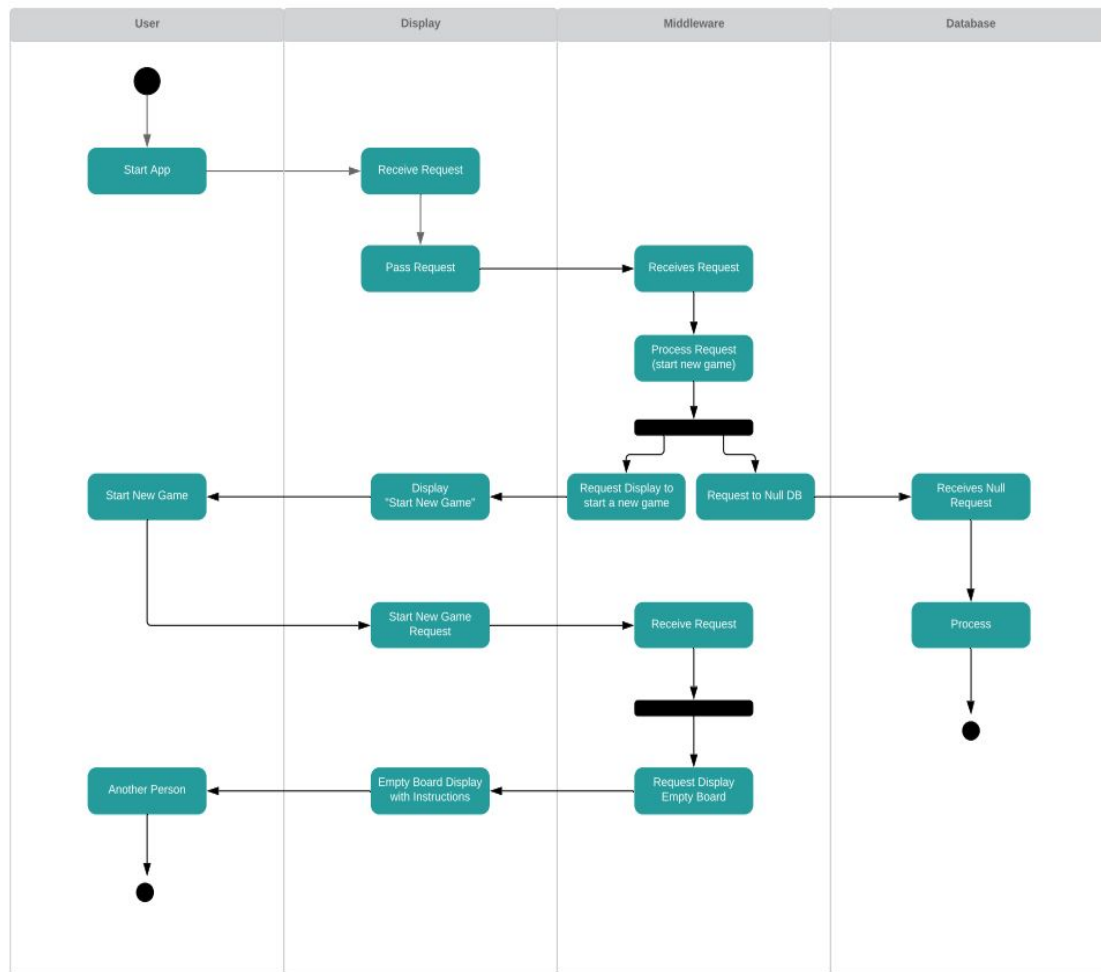 User
Display
Middleware
Database
Start App
Receive Request
Pass Request
Receives Request
Process Request
(start new game)
Start New Game
Display
"Start New Game"
Request Display to
start a new game
Request to Null DB
Receives Null
Request
Start New Game
Request
Receive Request
Process
Another Person
Empty Board Display
with Instructions
Request Display
Empty Board